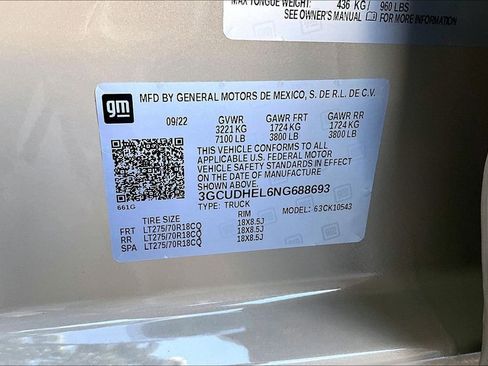 MAX TONGUE WEIGHT: 436 KG / 960 LBS
SEE OWNER'S MANUAL
gm
MFD BY GENERAL MOTORS DE MEXICO, S. DE R.L. DE C.V.
09/22 GVWR GAWR FRT GAWR RR
3221 KG 1724 KG 1724 KG
7100 LB 3800 LB 3800 LB
THIS VEHICLE CONFORMS TO ALL
APPLICABLE U.S. FEDERAL MOTOR
VEHICLE SAFETY STANDARDS IN EFFECT ON
THE DATE OF MANUFACTURE SHOWN ABOVE.
3GCUDHEL6NG688693
661G TYPE: TRUCK MODEL: 63CK10543
TIRE SIZE RIM
FRT LT275/70R18CQ 18X8.5J
RR LT275/70R18CQ 18X8.5J
SPA LT275/70R18CQ 18X8.5J